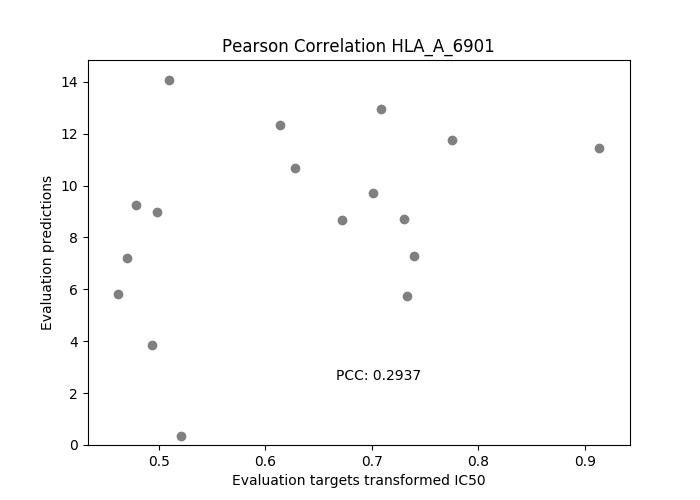 Pearson Correlation HLA_A_6901
14
12
10
8
6
4
2
0
Evaluation predictions
PCC: 0.2937
0.5 0.6 0.7 0.8 0.9
Evaluation targets transformed IC50